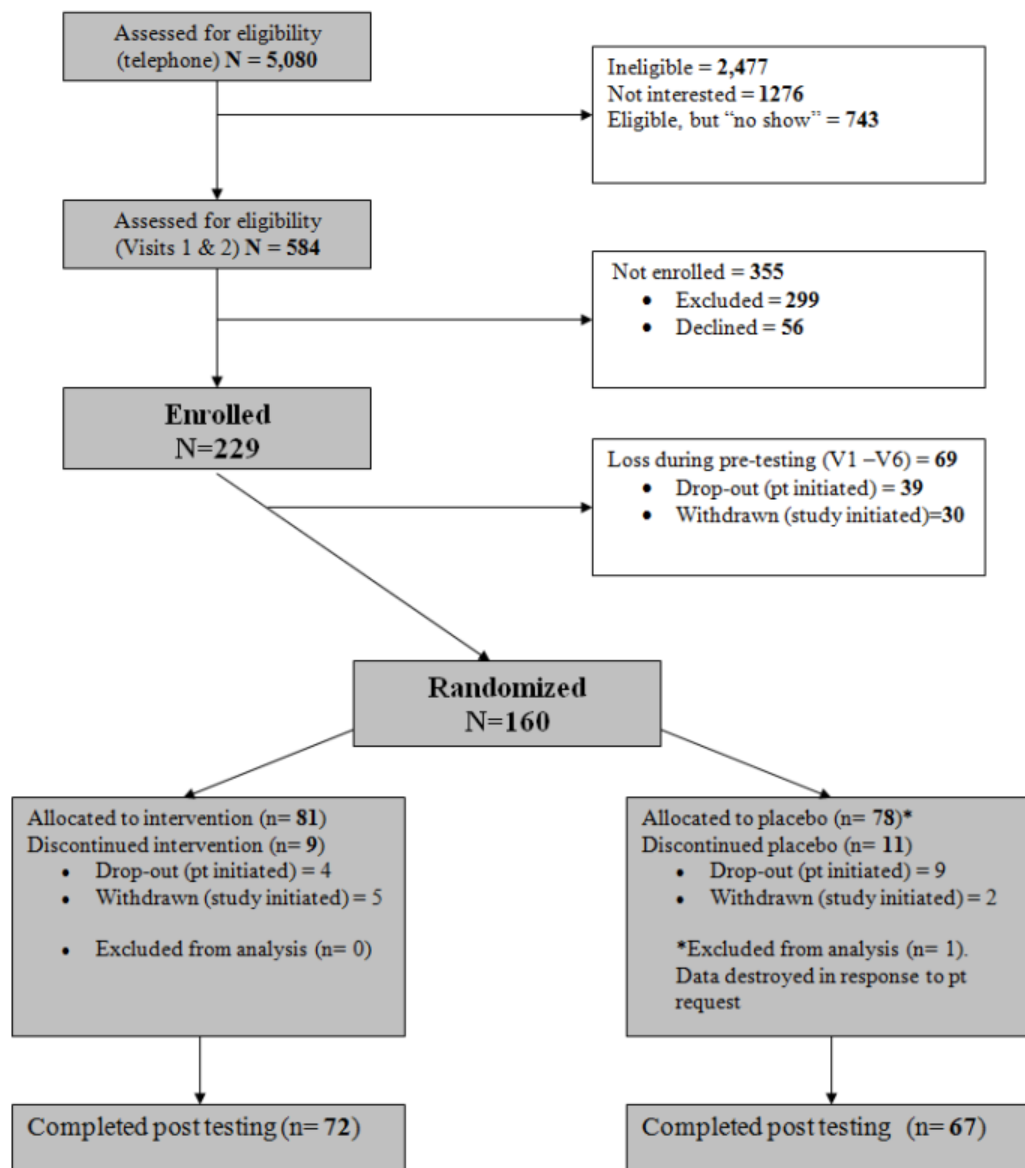 Assessed for eligibility
(telephone) N = 5,080
Ineligible = 2,477
Not interested = 1276
Eligible, but “no show” = 743
Assessed for eligibility
(Visits 1 & 2) N = 584
Not enrolled = 355
• Excluded = 299
• Declined = 56
Enrolled
N=229
Loss during pre-testing (V1 –V6) = 69
• Drop-out (pt initiated) = 39
• Withdrawn (study initiated)=30
Randomized
N=160
Allocated to intervention (n= 81)
Discontinued intervention (n= 9)
• Drop-out (pt initiated) = 4
• Withdrawn (study initiated) = 5
• Excluded from analysis (n= 0)
Allocated to placebo (n= 78)*
Discontinued placebo (n= 11)
• Drop-out (pt initiated) = 9
• Withdrawn (study initiated) = 2
*Excluded from analysis (n= 1).
Data destroyed in response to pt
request
Completed post testing (n= 72)
Completed post testing (n= 67)